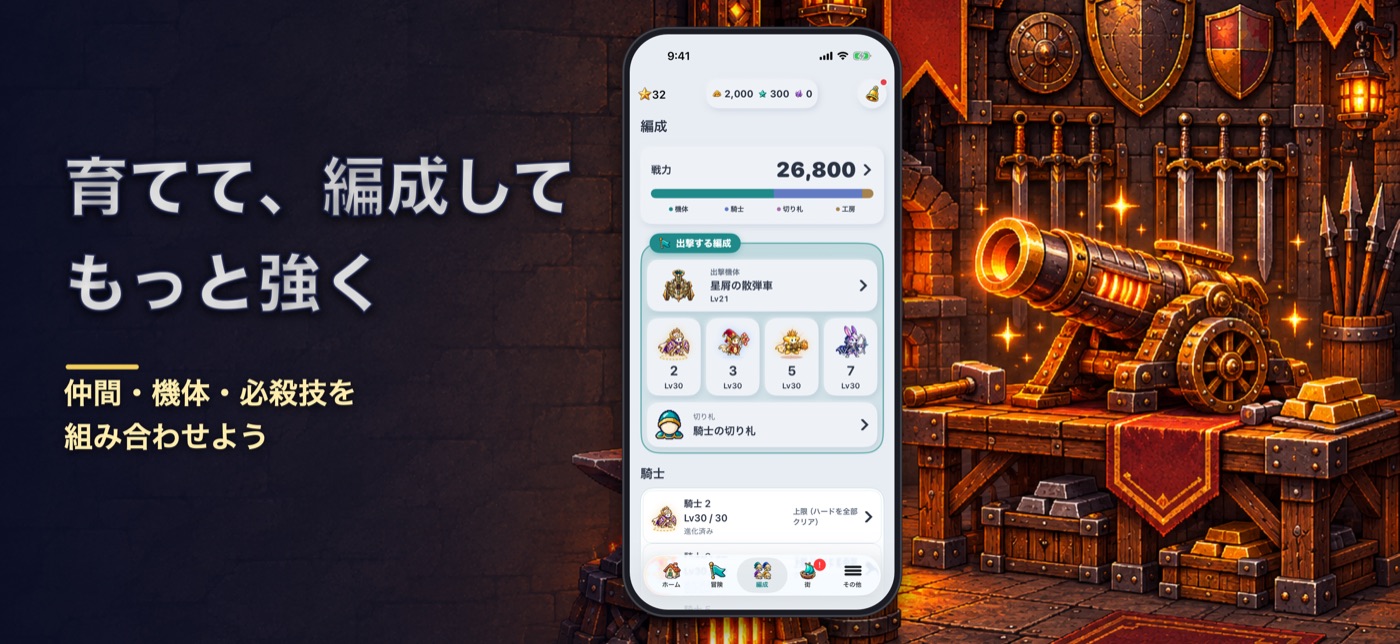 育てて、編成して
もっと強く
仲間・機体・必殺技を
組み合わせよう
9:41
32
2,000 300 0
編成
戦力 26,800
機体 騎士 切り札 工房
出撃する編成
出撃機体
星屑の散弾車
Lv21
2 3 5 7
Lv30 Lv30 Lv30 Lv30
切り札
騎士の切り札
騎士
騎士 2
Lv30 / 30
進化済み
上限 (ハードを全部
クリア)
ホーム 冒険 編成 街 その他